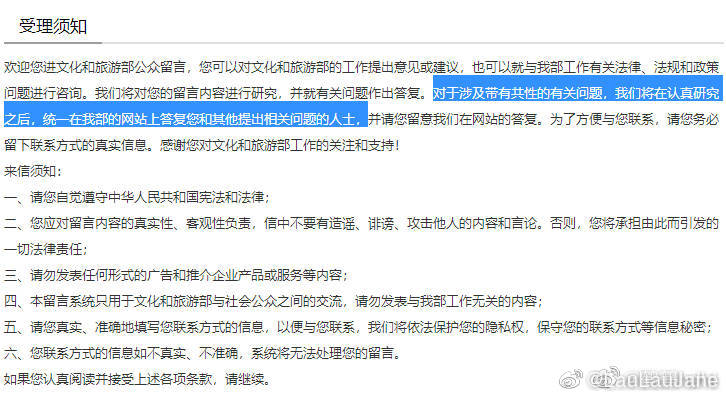 受理须知
欢迎您进文化和旅游部公众留言，您可以对文化和旅游部的工作提出意见或建议，也可以就与我部工作有关法律、法规和政策
问题进行咨询。我们将对您的留言内容进行研究，并就有关问题作出答复。对于涉及带有共性的有关问题，我们将在认真研究
之后，统一在我部的网站上答复您和其他提出相关问题的人士，并请您留意我们在网站的答复。为了方便与您联系，请您务必
留下联系方式的真实信息。感谢您对文化和旅游部工作的关注和支持！
来信须知：
一、请您自觉遵守中华人民共和国宪法和法律；
二、您应对留言内容的真实性、客观性负责，信中不要有造谣、诽谤、攻击他人的内容和言论。否则，您将承担由此而引发的
一切法律责任；
三、请勿发表任何形式的广告和推介企业产品或服务等内容；
四、本留言系统只用于文化和旅游部与社会公众之间的交流，请勿发表与我部工作无关的内容；
五、请您真实、准确地填写您联系方式的信息，以便与您联系，我们将依法保护您的隐私权，保守您的联系方式等信息秘密；
六、您联系方式的信息如不真实、不准确，系统将无法处理您的留言。
如果您认真阅读并接受上述各项条款，请继续。